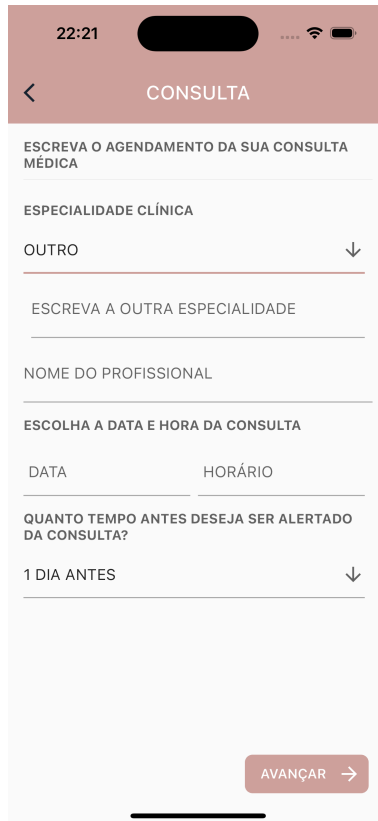 22:21
CONSULTA
ESCREVA O AGENDAMENTO DA SUA CONSULTA
MÉDICA
ESPECIALIDADE CLÍNICA
OUTRO
ESCREVA A OUTRA ESPECIALIDADE
NOME DO PROFISSIONAL
ESCOLHA A DATA E HORA DA CONSULTA
DATA HORÁRIO
QUANTO TEMPO ANTES DESEJA SER ALERTADO
DA CONSULTA?
1 DIA ANTES
AVANÇAR